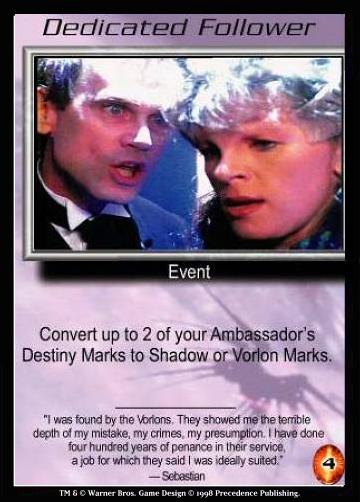 Dedicated Follower
Event
Convert up to 2 of your Ambassador's
Destiny Marks to Shadow or Vorlon Marks.
"I was found by the Vorlons. They showed me the terrible
depth of my mistake, my crimes, my presumption. I have done
four hundred years of penance in their service,
a job for which they said I was ideally suited."
— Sebastian
4
TM & © Warner Bros. Game Design © 1998 Precedence Publishing.